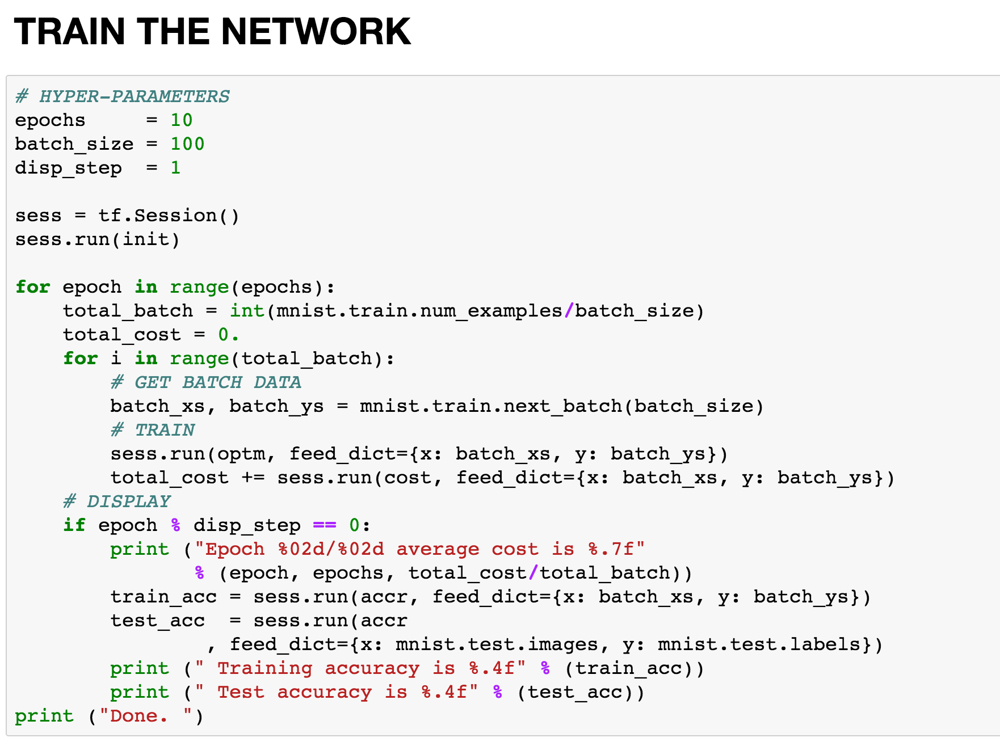 TRAIN THE NETWORK
# HYPER-PARAMETERS
epochs     = 10
batch_size = 100
disp_step  = 1
sess = tf.Session()
sess.run(init)
for epoch in range(epochs):
    total_batch = int(mnist.train.num_examples/batch_size)
    total_cost = 0.
    for i in range(total_batch):
        # GET BATCH DATA
        batch_xs, batch_ys = mnist.train.next_batch(batch_size)
        # TRAIN
        sess.run(optm, feed_dict={x: batch_xs, y: batch_ys})
        total_cost += sess.run(cost, feed_dict={x: batch_xs, y: batch_ys})
    # DISPLAY
    if epoch % disp_step == 0:
        print ("Epoch %02d/%02d average cost is %.7f"
               % (epoch, epochs, total_cost/total_batch))
        train_acc = sess.run(accr, feed_dict={x: batch_xs, y: batch_ys})
        test_acc  = sess.run(accr
                , feed_dict={x: mnist.test.images, y: mnist.test.labels})
        print (" Training accuracy is %.4f" % (train_acc))
        print (" Test accuracy is %.4f" % (test_acc))
print ("Done. ")